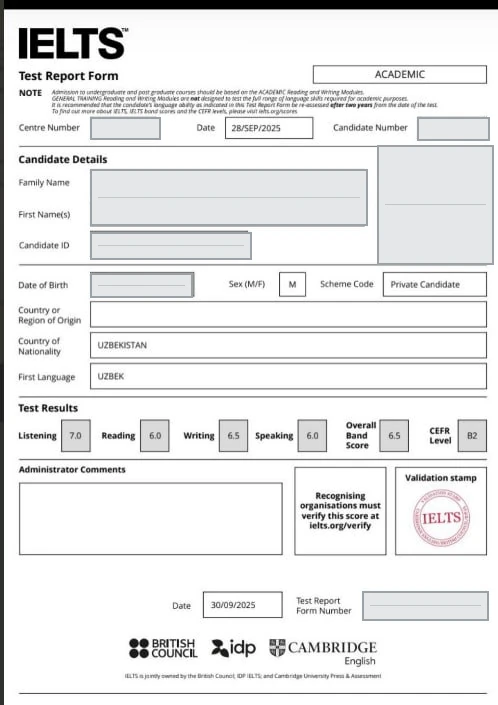 IELTS™
Test Report Form
ACADEMIC
NOTE Admission to undergraduate and post graduate courses should be based on the ACADEMIC Reading and Writing Modules.
GENERAL TRAINING Reading and Writing Modules are not designed to test the full range of language skills required for academic purposes.
It is recommended that the candidate's language ability as indicated in this Test Report Form be re-assessed after two years from the date of the test.
To find out more about IELTS, IELTS band scores and the CEFR levels, please visit ielts.org/scores
Centre Number Date 28/SEP/2025 Candidate Number
Candidate Details
Family Name
First Name(s)
Candidate ID
Date of Birth Sex (M/F) M Scheme Code Private Candidate
Country or
Region of Origin
Country of
Nationality
UZBEKISTAN
First Language UZBEK
Test Results
Listening 7.0 Reading 6.0 Writing 6.5 Speaking 6.0 Overall Band Score 6.5 CEFR Level B2
Administrator Comments
Recognising
organisations must
verify this score at
ielts.org/verify
Validation stamp
IELTS
Date 30/09/2025 Test Report
Form Number
BRITISH
COUNCIL
idp
CAMBRIDGE
English
IELTS is jointly owned by the British Council, IDP IELTS; and Cambridge University Press & Assessment